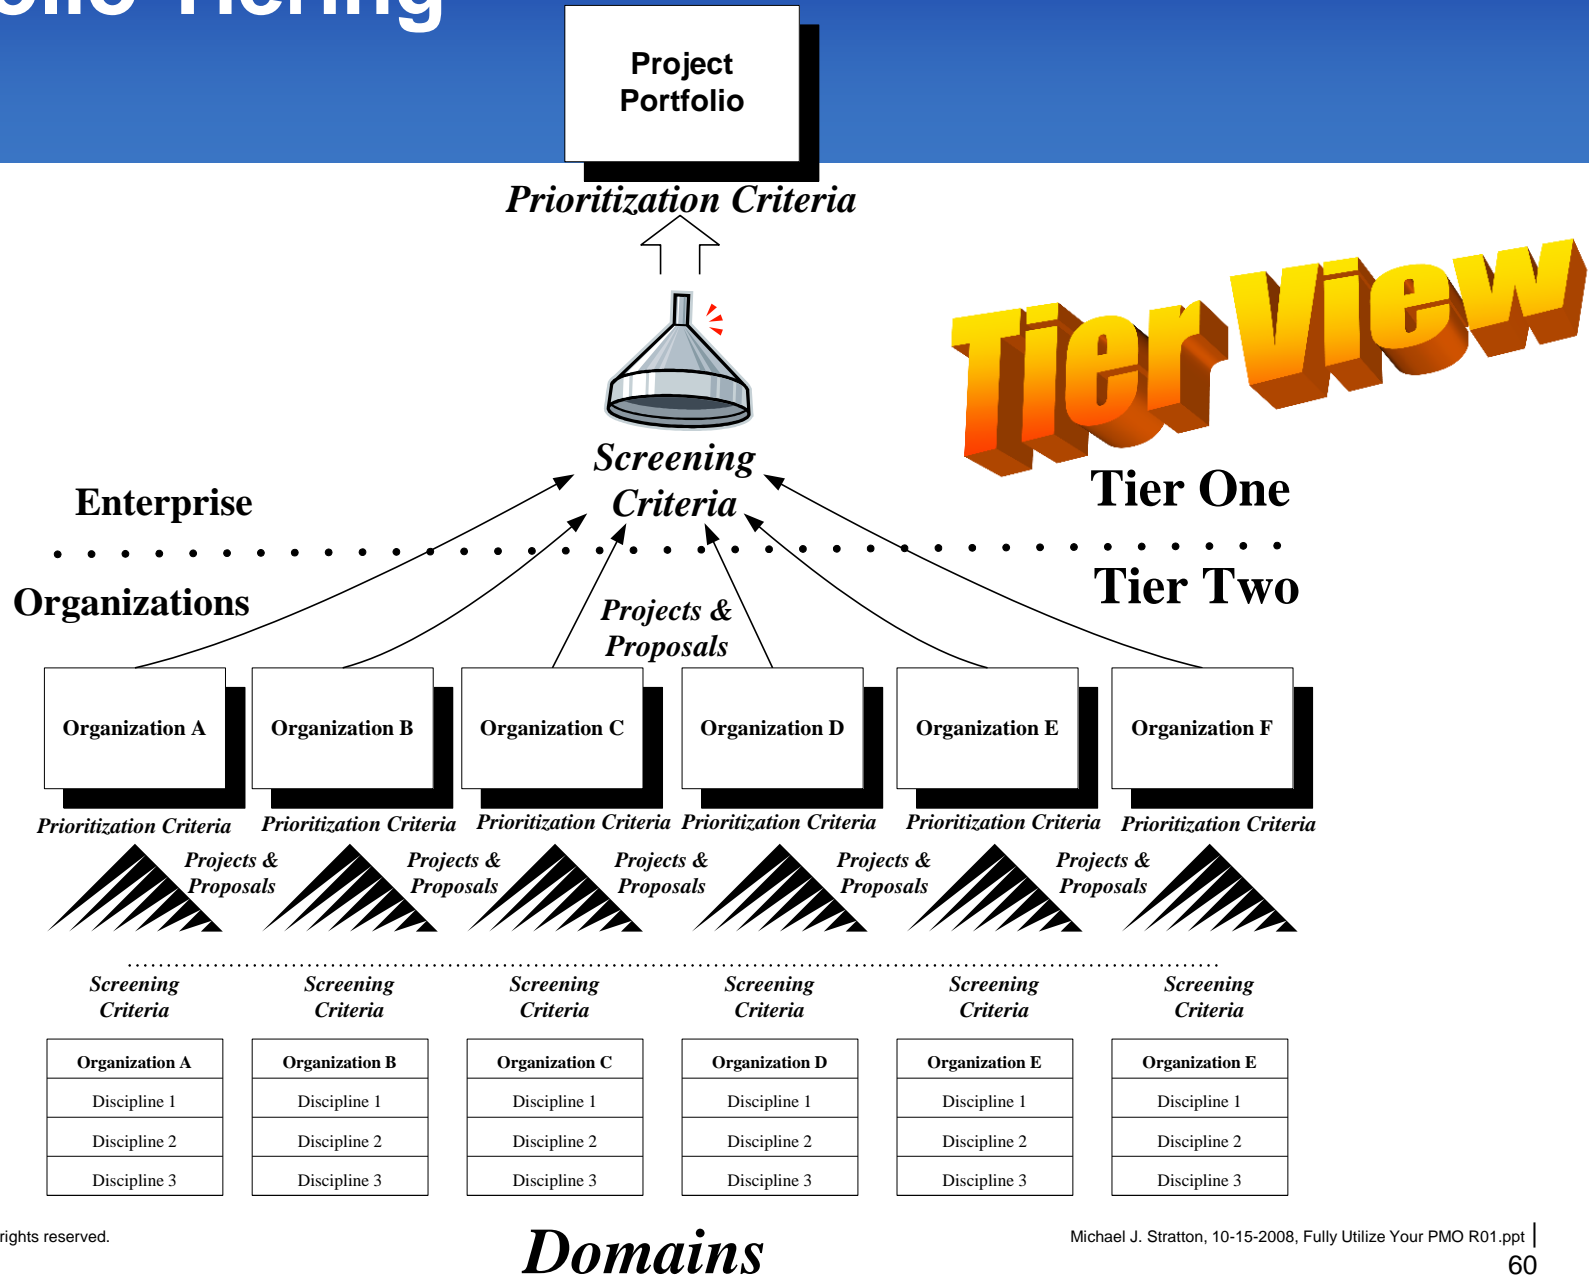 olio Tiering
Project
Portfolio
Prioritization Criteria
Tier View
Screening
Criteria
Enterprise
Tier One
Organizations
Tier Two
Projects &
Proposals
Organization A
Organization B
Organization C
Organization D
Organization E
Organization F
Prioritization Criteria
Prioritization Criteria
Prioritization Criteria
Prioritization Criteria
Prioritization Criteria
Prioritization Criteria
Projects &
Proposals
Projects &
Proposals
Projects &
Proposals
Projects &
Proposals
Projects &
Proposals
Screening
Criteria
Screening
Criteria
Screening
Criteria
Screening
Criteria
Screening
Criteria
Screening
Criteria
Organization A
Discipline 1
Discipline 2
Discipline 3
Organization B
Discipline 1
Discipline 2
Discipline 3
Organization C
Discipline 1
Discipline 2
Discipline 3
Organization D
Discipline 1
Discipline 2
Discipline 3
Organization E
Discipline 1
Discipline 2
Discipline 3
Organization E
Discipline 1
Discipline 2
Discipline 3
rights reserved.
Domains
Michael J. Stratton, 10-15-2008, Fully Utilize Your PMO R01.ppt
60